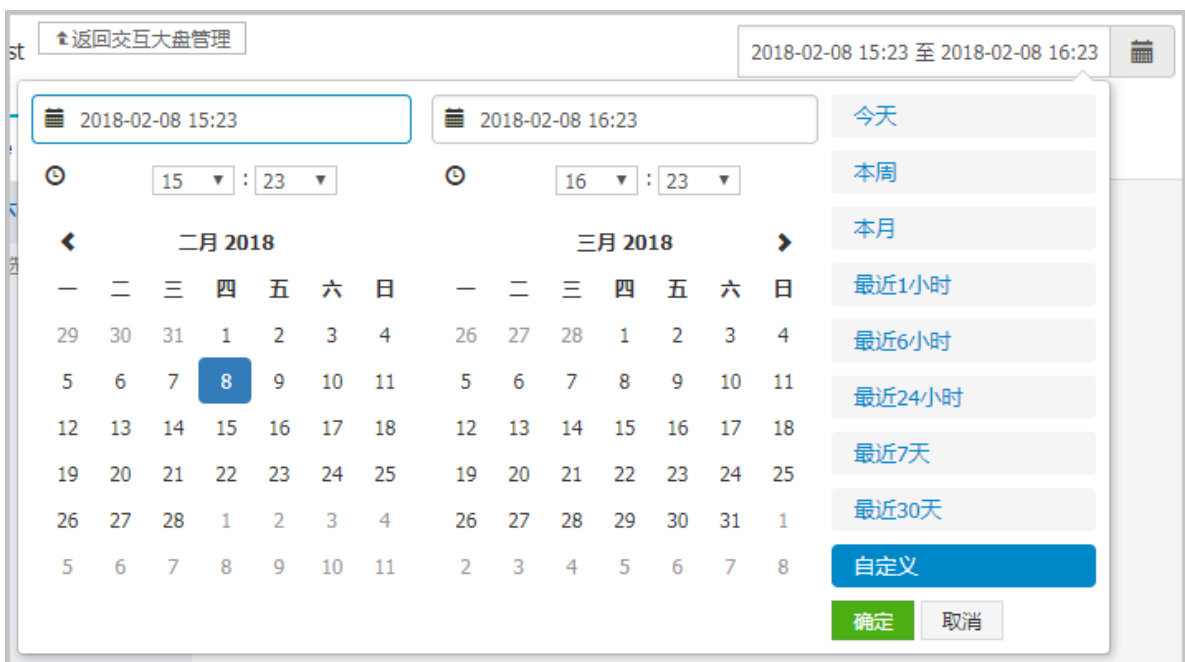 st
返回交互大盘管理
2018-02-08 15:23 至 2018-02-08 16:23
2018-02-08 15:23
2018-02-08 16:23
15 : 23
16 : 23
二月 2018
一 二 三 四 五 六 日
29 30 31 1 2 3 4
5 6 7 8 9 10 11
12 13 14 15 16 17 18
19 20 21 22 23 24 25
26 27 28 1 2 3 4
5 6 7 8 9 10 11
三月 2018
一 二 三 四 五 六 日
26 27 28 1 2 3 4
5 6 7 8 9 10 11
12 13 14 15 16 17 18
19 20 21 22 23 24 25
26 27 28 29 30 31 1
2 3 4 5 6 7 8
今天
本周
本月
最近1小时
最近6小时
最近24小时
最近7天
最近30天
自定义
确定 取消